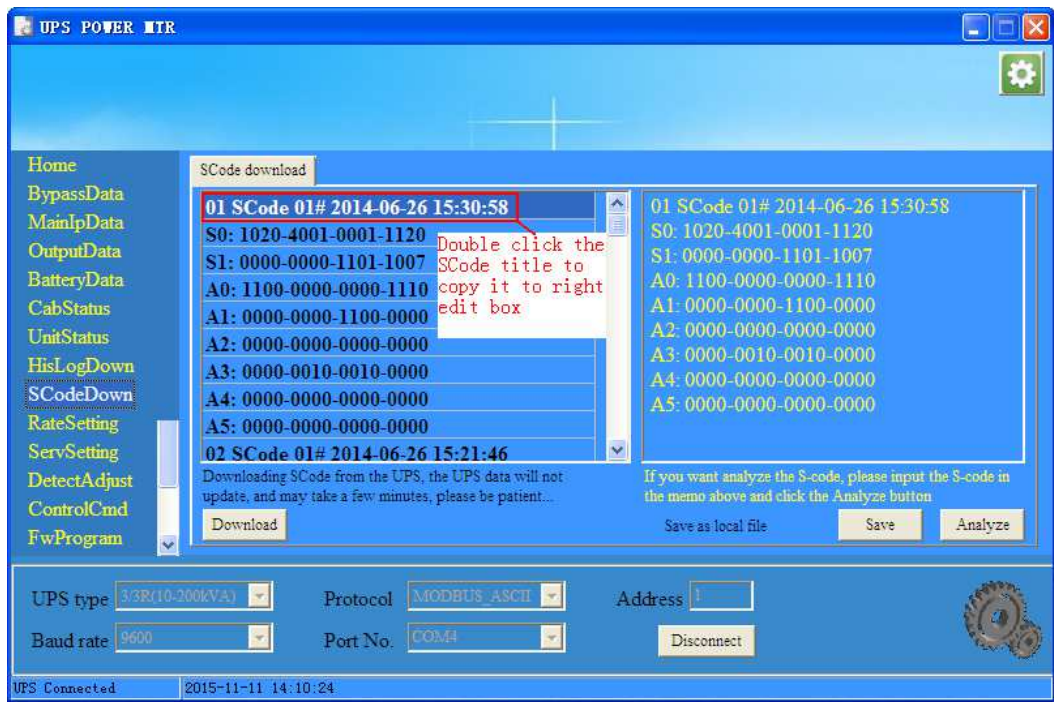 UPS POWER MTR
Home
BypassData
MainIpData
OutputData
BatteryData
CabStatus
UnitStatus
HisLogDown
SCodeDown
RateSetting
ServSetting
DetectAdjust
ControlCmd
FwProgram
SCode download
01 SCode 01# 2014-06-26 15:30:58
S0: 1020-4001-0001-1120
S1: 0000-0000-1101-1007
A0: 1100-0000-0000-1110
A1: 0000-0000-1100-0000
A2: 0000-0000-0000-0000
A3: 0000-0010-0010-0000
A4: 0000-0000-0000-0000
A5: 0000-0000-0000-0000
02 SCode 01# 2014-06-26 15:21:46
Double click the
SCode title to
copy it to right
edit box
Downloading SCode from the UPS, the UPS data will not
update, and may take a few minutes, please be patient...
Download
01 SCode 01# 2014-06-26 15:30:58
S0: 1020-4001-0001-1120
S1: 0000-0000-1101-1007
A0: 1100-0000-0000-1110
A1: 0000-0000-1100-0000
A2: 0000-0000-0000-0000
A3: 0000-0010-0010-0000
A4: 0000-0000-0000-0000
A5: 0000-0000-0000-0000
If you want analyze the S-code, please input the S-code in
the memo above and click the Analyze button
Save as local file
Save
Analyze
UPS type 3/3R(10-200kVA)
Protocol MODBUS_ASCII
Address 1
Baud rate 9600
Port No. COM4
Disconnect
UPS Connected
2015-11-11 14:10:24